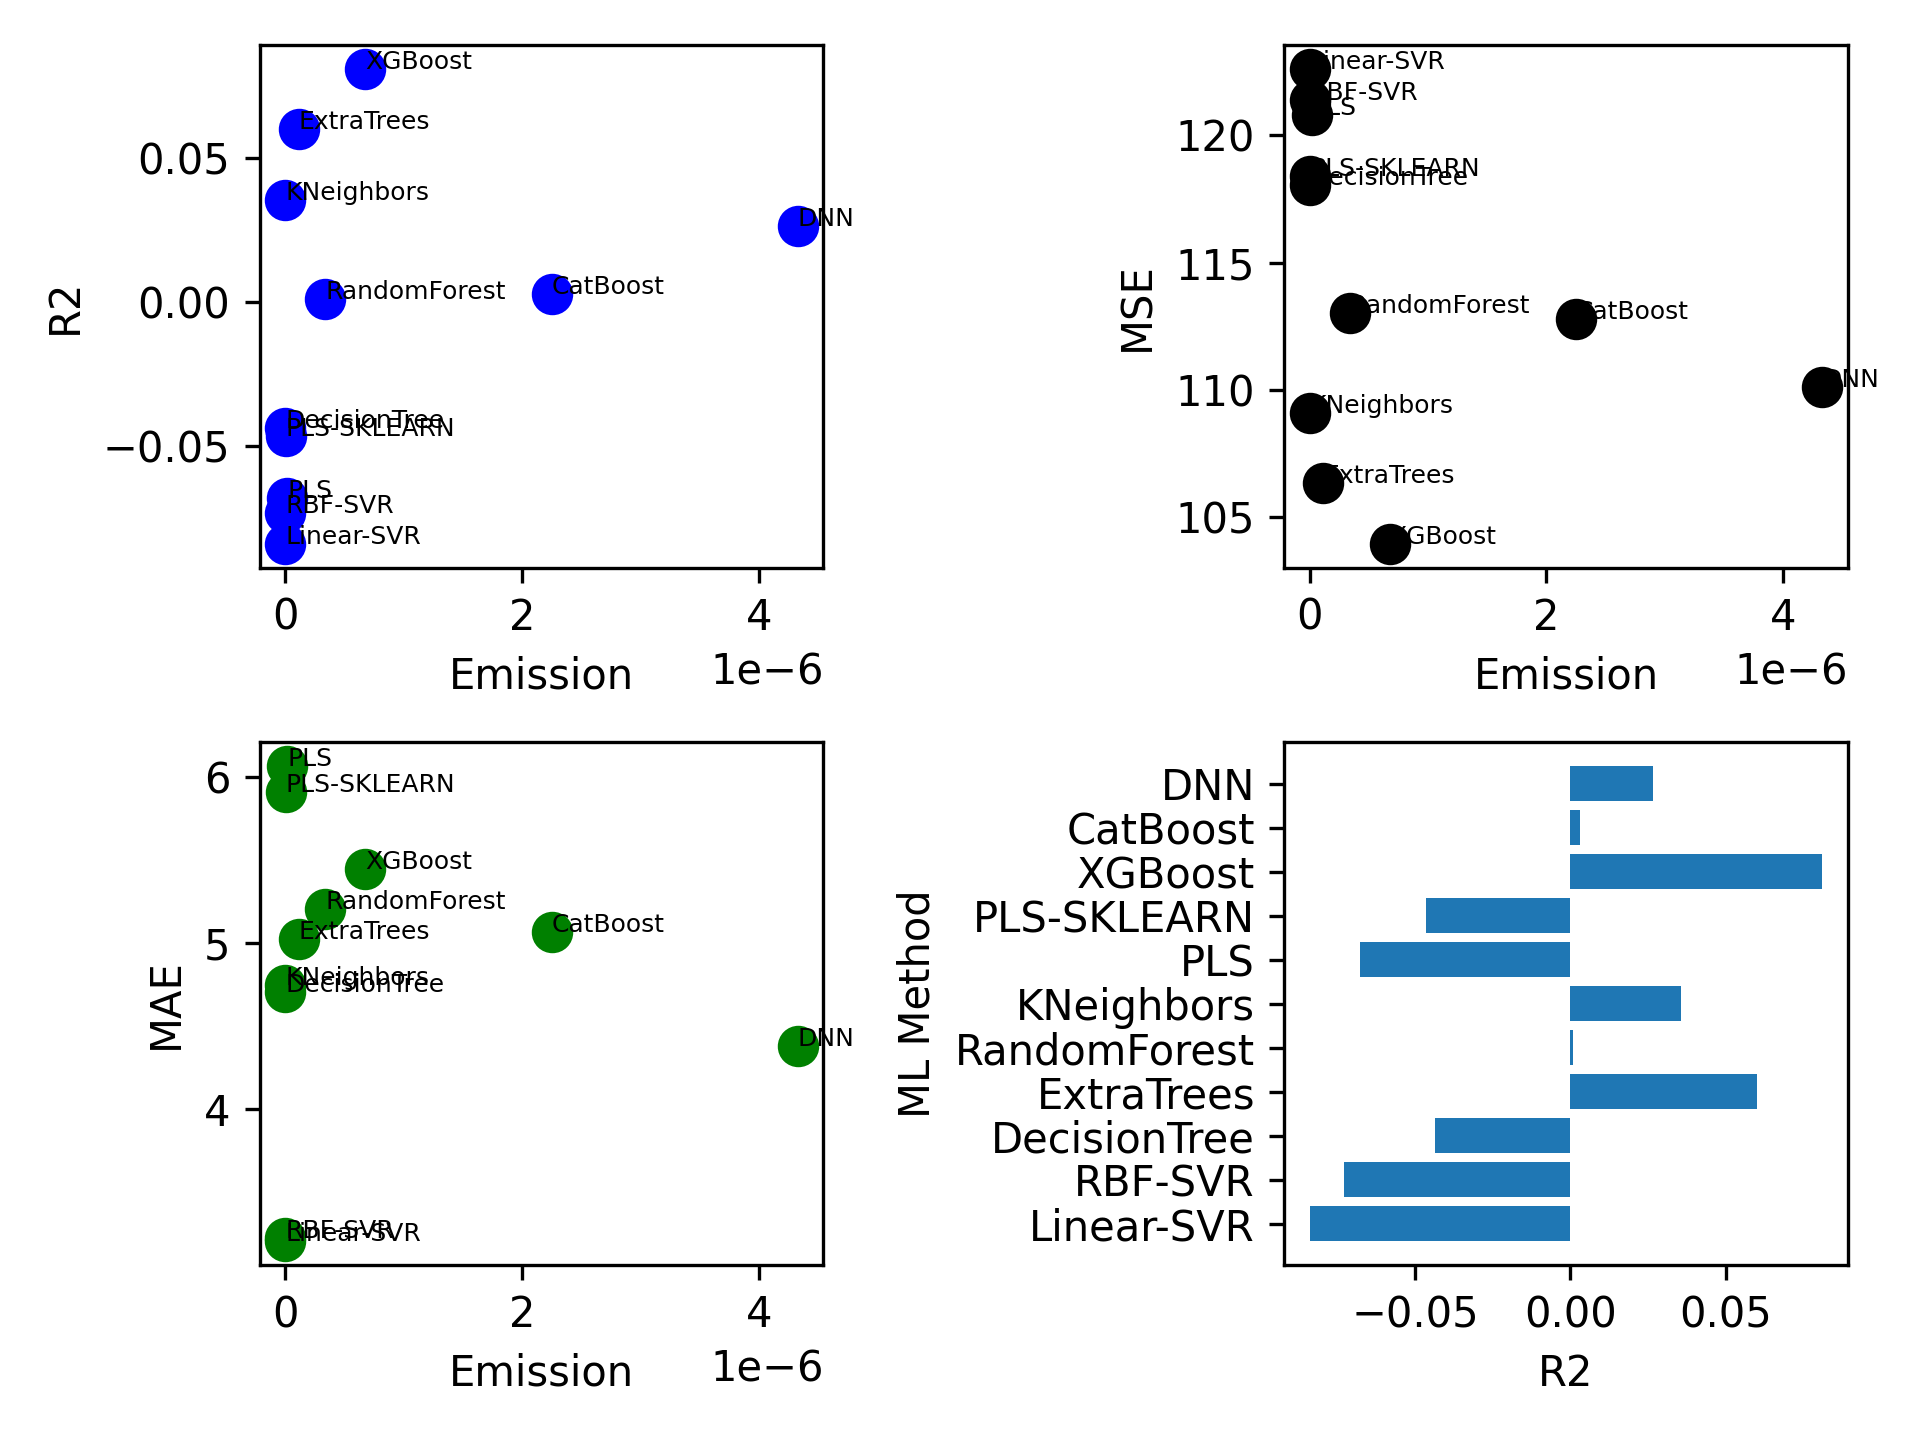 XGBoost
ExtraTrees
KNeighbors
DNN
CatBoost
RandomForest
DecisionTree
PLS-SKLEARN
PLS
RBF-SVR
Linear-SVR
0.05
0.00
−0.05
R2
0 2 4
Emission
1e−6
Linear-SVR
RBF-SVR
PLS
PLS-SKLEARN
DecisionTree
RandomForest
CatBoost
DNN
KNeighbors
ExtraTrees
XGBoost
120
115
110
105
MSE
0 2 4
Emission
1e−6
PLS
PLS-SKLEARN
XGBoost
RandomForest
CatBoost
ExtraTrees
KNeighbors
DecisionTree
DNN
RBF-SVR
Linear-SVR
6
5
4
MAE
0 2 4
Emission
1e−6
DNN
CatBoost
XGBoost
PLS-SKLEARN
PLS
KNeighbors
RandomForest
ExtraTrees
DecisionTree
RBF-SVR
Linear-SVR
ML Method
−0.05 0.00 0.05
R2